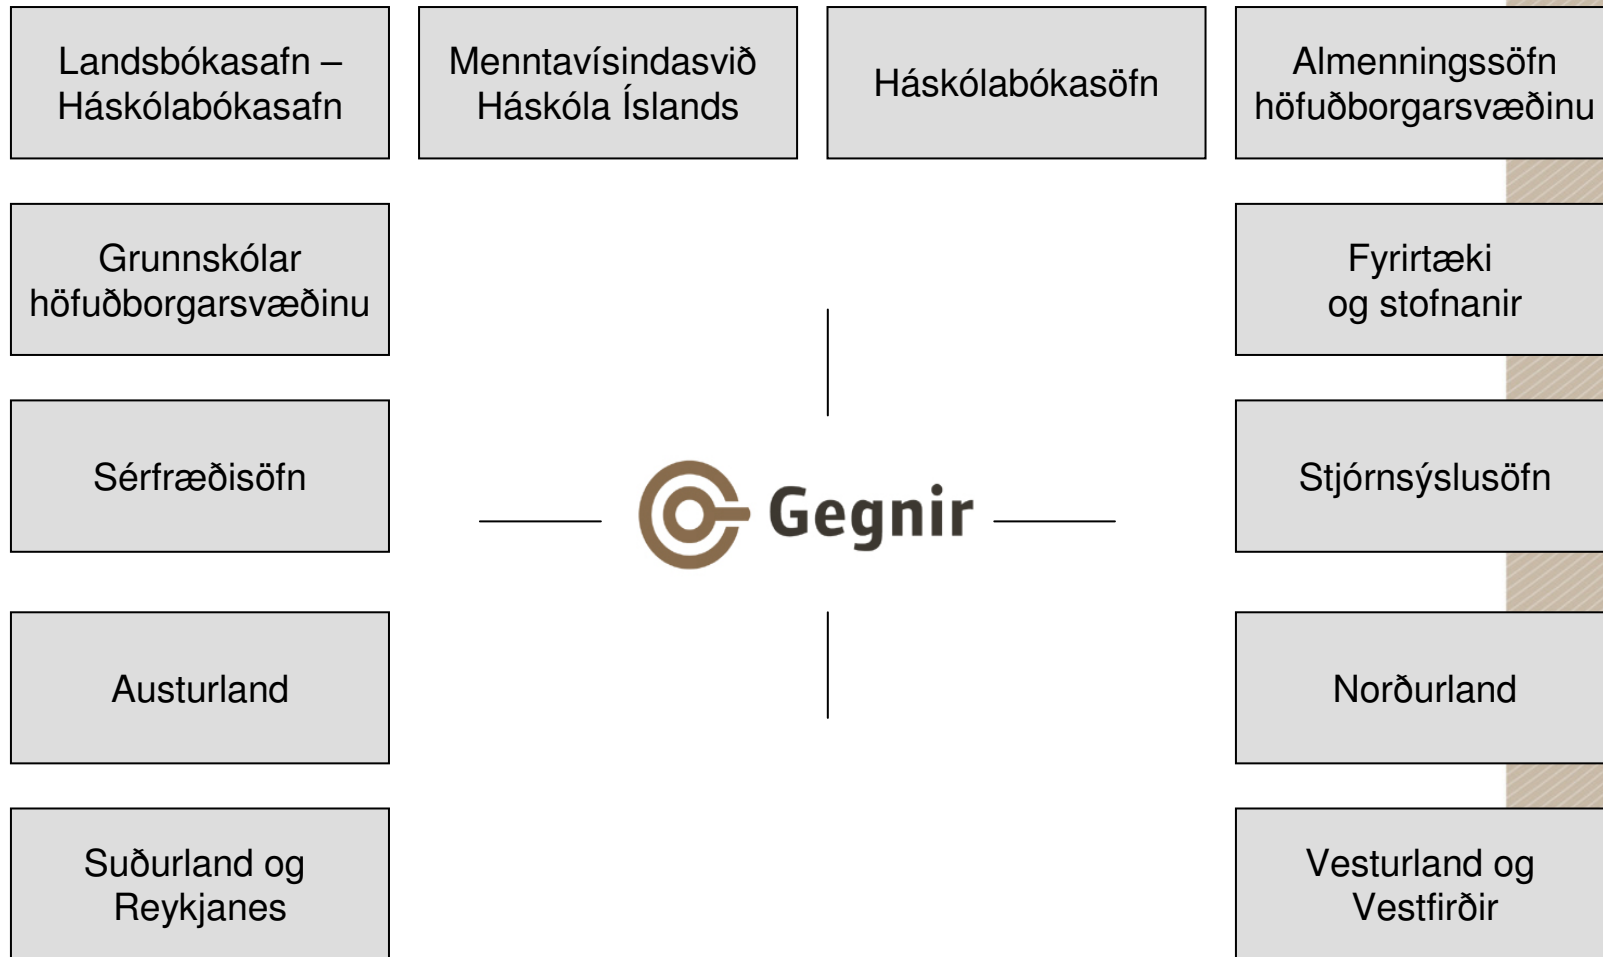 Landsbókasafn –
Háskólabókasafn
Menntavísindasvið
Háskóla Íslands
Háskólabókasöfn
Almenningssöfn
höfuðborgarsvæðinu
Grunnskólar
höfuðborgarsvæðinu
Fyrirtæki
og stofnanir
Sérfræðisöfn
Gegnir
Stjórnsýslusöfn
Austurland
Norðurland
Suðurland og
Reykjanes
Vesturland og
Vestfirðir